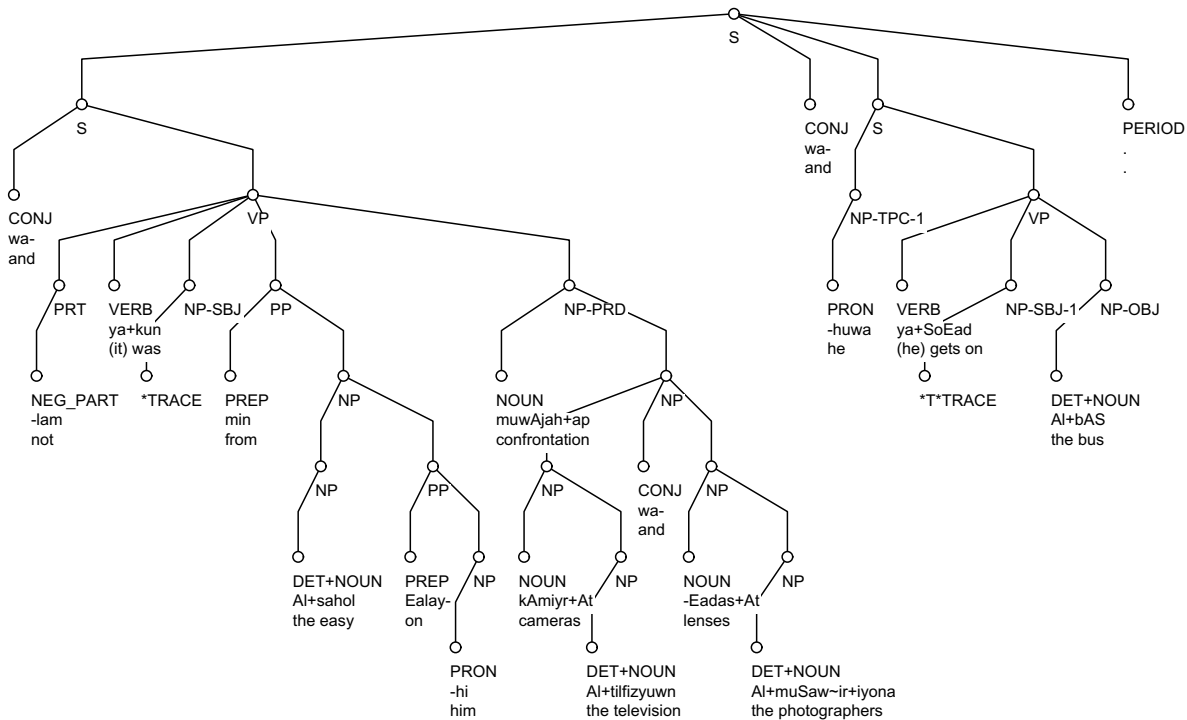 S
S
CONJ
wa-
and
S
PERIOD
.
.
CONJ
wa-
and
VP
NP-TPC-1
VP
PRT
VERB
ya+kun
(it) was
NP-SBJ
PP
NP-PRD
PRON
-huwa
he
VERB
ya+SoEad
(he) gets on
NP-SBJ-1
NP-OBJ
NEG_PART
-lam
not
*TRACE
PREP
min
from
NP
NOUN
muwAjah+ap
confrontation
NP
*T*TRACE
DET+NOUN
Al+bAS
the bus
NP
PP
NP
CONJ
wa-
and
NP
DET+NOUN
Al+sahol
the easy
PREP
Ealay-
on
NP
NOUN
kAmiyr+At
cameras
NP
NOUN
-Eadas+At
lenses
NP
PRON
-hi
him
DET+NOUN
Al+tilfizyuwn
the television
DET+NOUN
Al+muSaw~ir+iyona
the photographers